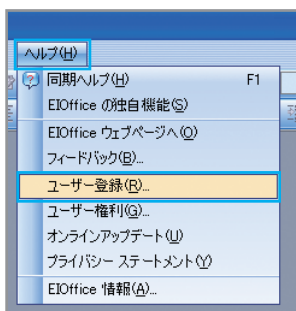 ヘルプ(H)
同期ヘルプ(H) F1
EIOffice の独自機能(S)
EIOffice ウェブページへ(O)
フィードバック(B)...
ユーザー登録(R)...
ユーザー権利(G)...
オンラインアップデート(U)
プライバシー ステートメント(Y)
EIOffice 情報(A)...